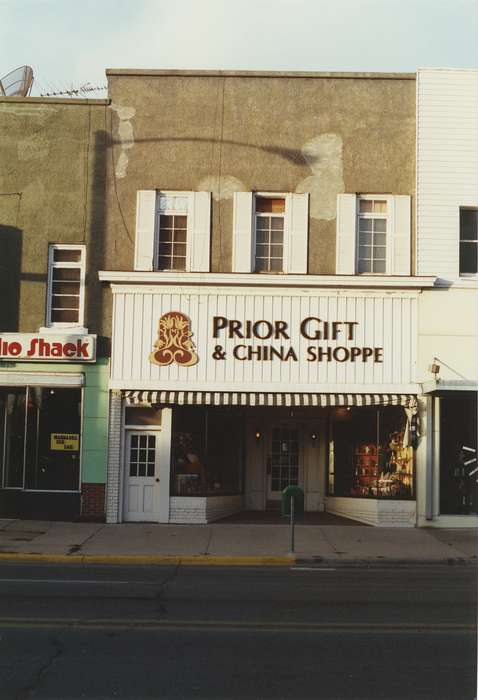 PRIOR GIFT
& CHINA SHOPPE
dio Shack